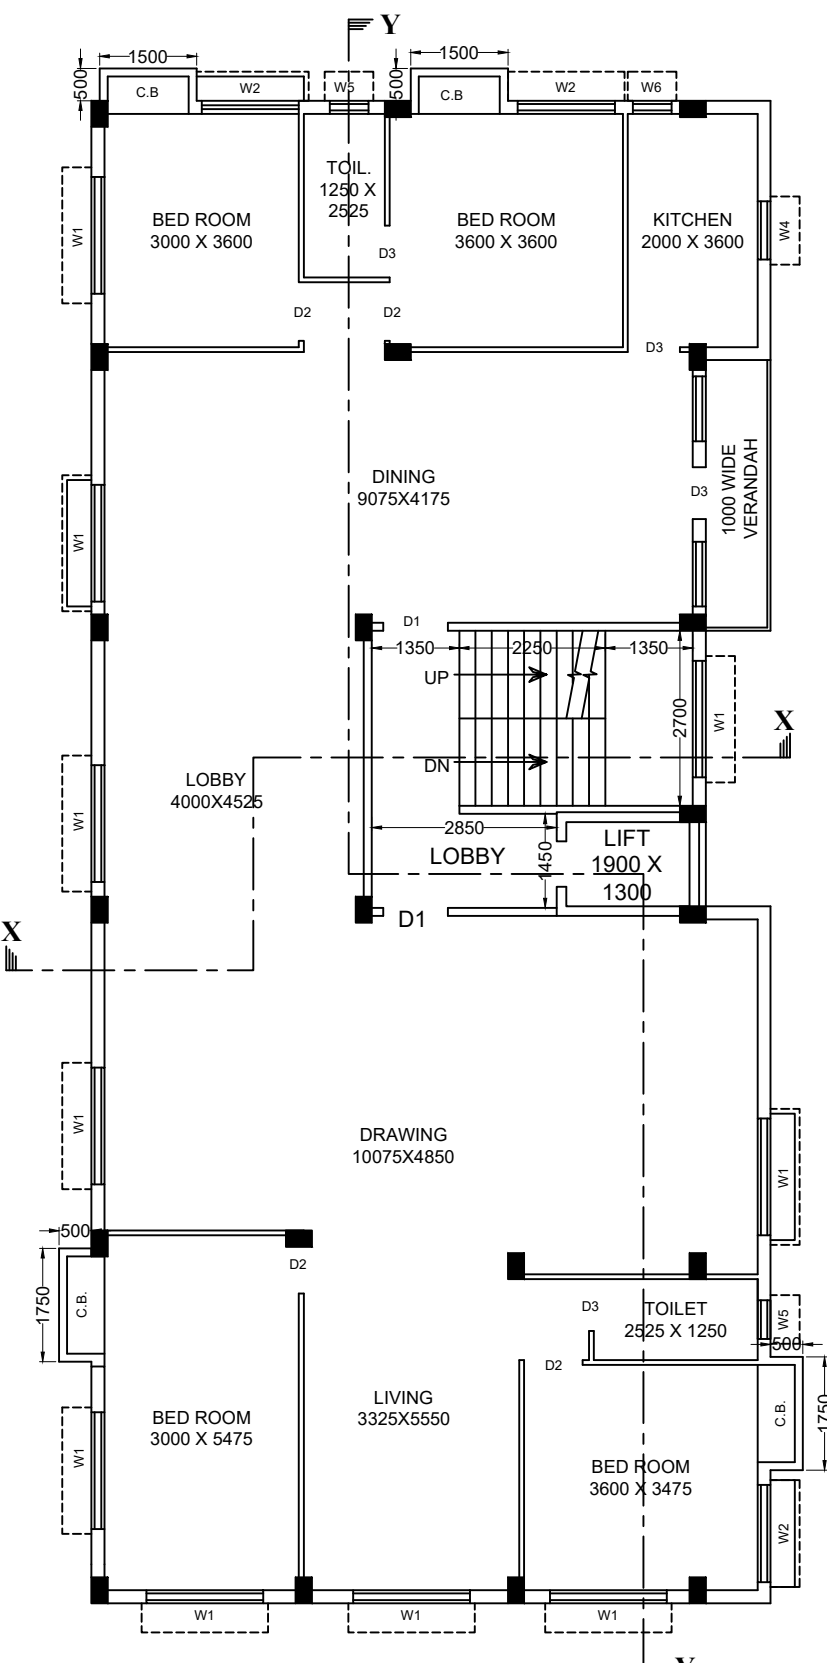 Y
1500
1500
500
500
C.B
W2
W5
C.B
W2
W6
TOIL.
1250 X
2525
BED ROOM
3000 X 3600
BED ROOM
3600 X 3600
KITCHEN
2000 X 3600
W1
W4
D3
D2
D2
D3
DINING
9075X4175
D3
1000 WIDE
VERANDAH
W1
D1
1350
2250
1350
UP
2700
W1
X
DN
LOBBY
4000X4525
W1
2850
LOBBY
1450
LIFT
1900 X
1300
D1
X
DRAWING
10075X4850
W1
W1
500
D2
1750
C.B.
D3
TOILET
2525 X 1250
W5
500
D2
LIVING
3325X5550
BED ROOM
3000 X 5475
W1
C.B.
1750
BED ROOM
3600 X 3475
W2
W1
W1
W1
Y